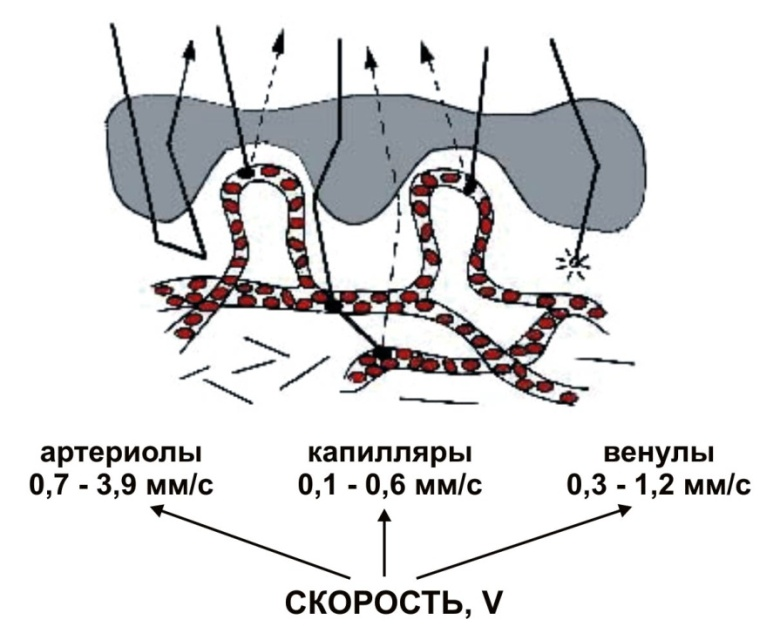 артериолы
0,7 - 3,9 мм/с
капилляры
0,1 - 0,6 мм/с
венулы
0,3 - 1,2 мм/с
СКОРОСТЬ, V